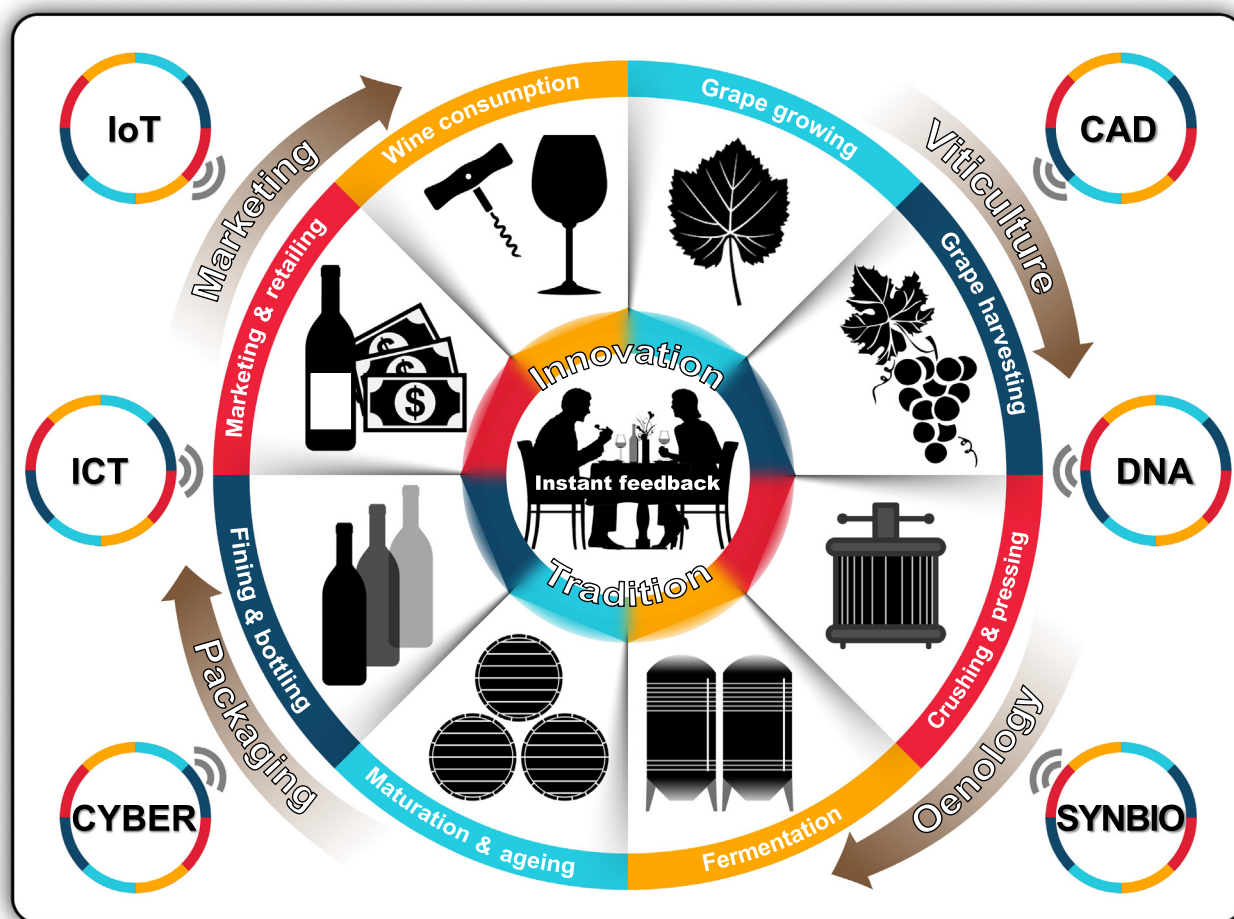 IoT
CAD
ICT
DNA
CYBER
SYNBIO
Marketing
Viticulture
Oenology
Packaging
Wine consumption
Grape growing
Grape harvesting
Crushing & pressing
Fermentation
Maturation & ageing
Fining & bottling
Marketing & retailing
$
$
$
Innovation
Instant feedback
Tradition